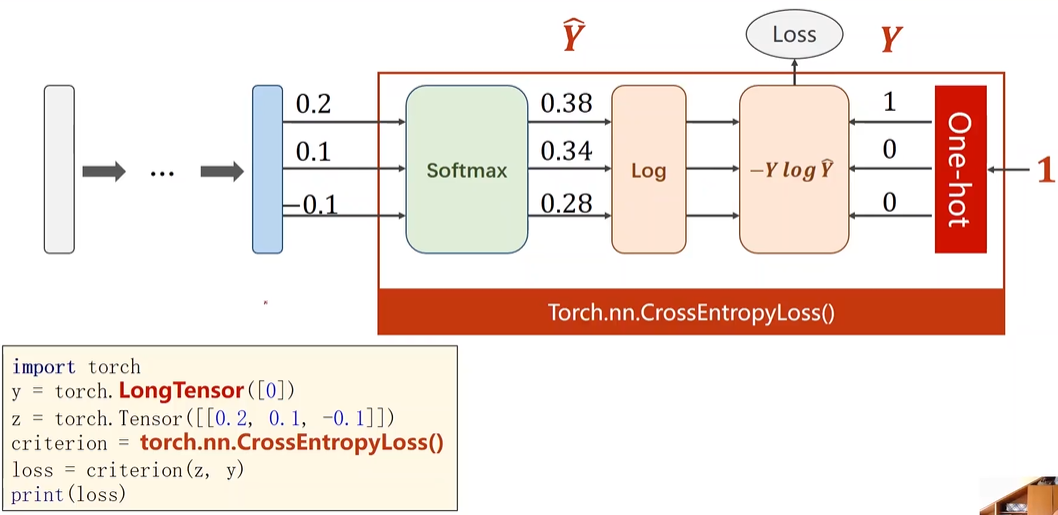 Ŷ
Loss
Y
0.2
0.38
1
0.1
0.34
0
−0.1
0.28
0
Softmax
Log
−Y log Ŷ
One-hot
1
...
Torch.nn.CrossEntropyLoss()
import torch
y = torch.LongTensor([0])
z = torch.Tensor([[0.2, 0.1, -0.1]])
criterion = torch.nn.CrossEntropyLoss()
loss = criterion(z, y)
print(loss)